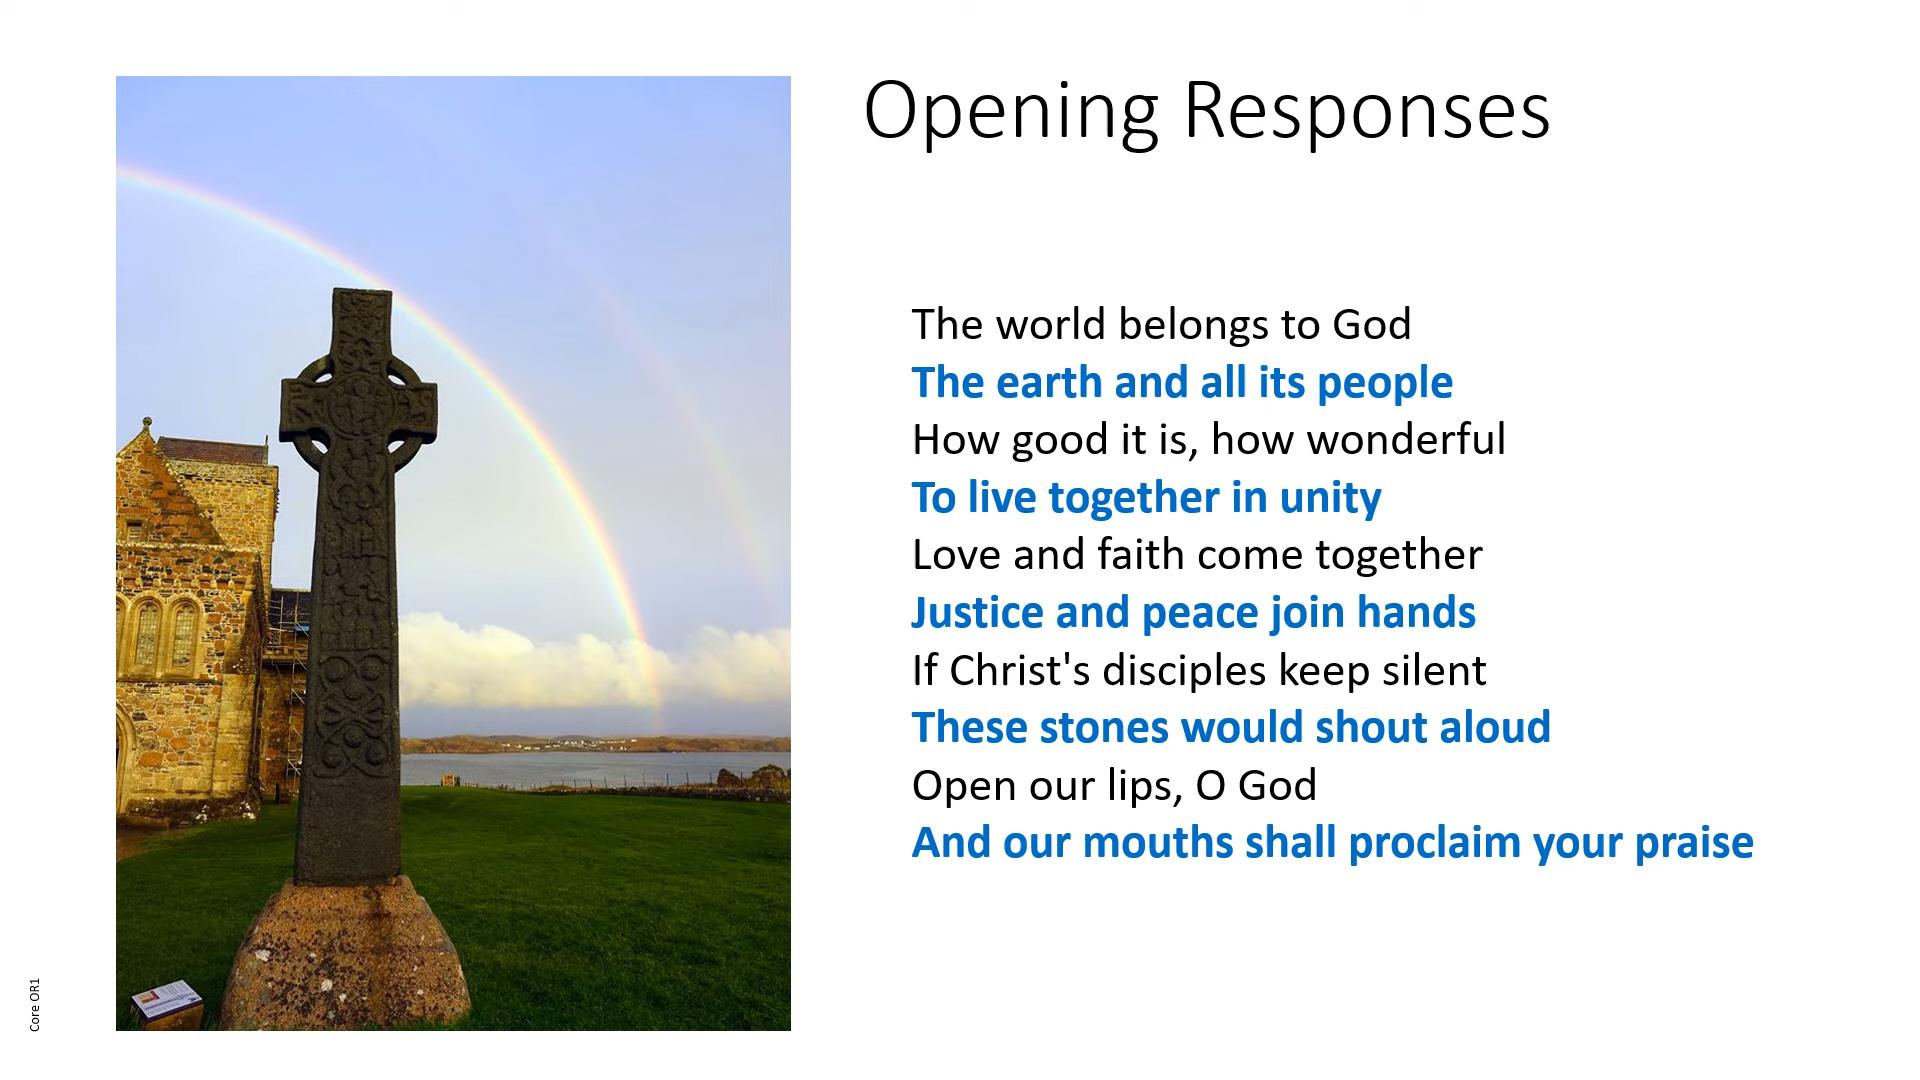 Opening Responses
The world belongs to God
The earth and all its people
How good it is, how wonderful
To live together in unity
Love and faith come together
Justice and peace join hands
If Christ's disciples keep silent
These stones would shout aloud
Open our lips, O God
And our mouths shall proclaim your praise
Core OR1